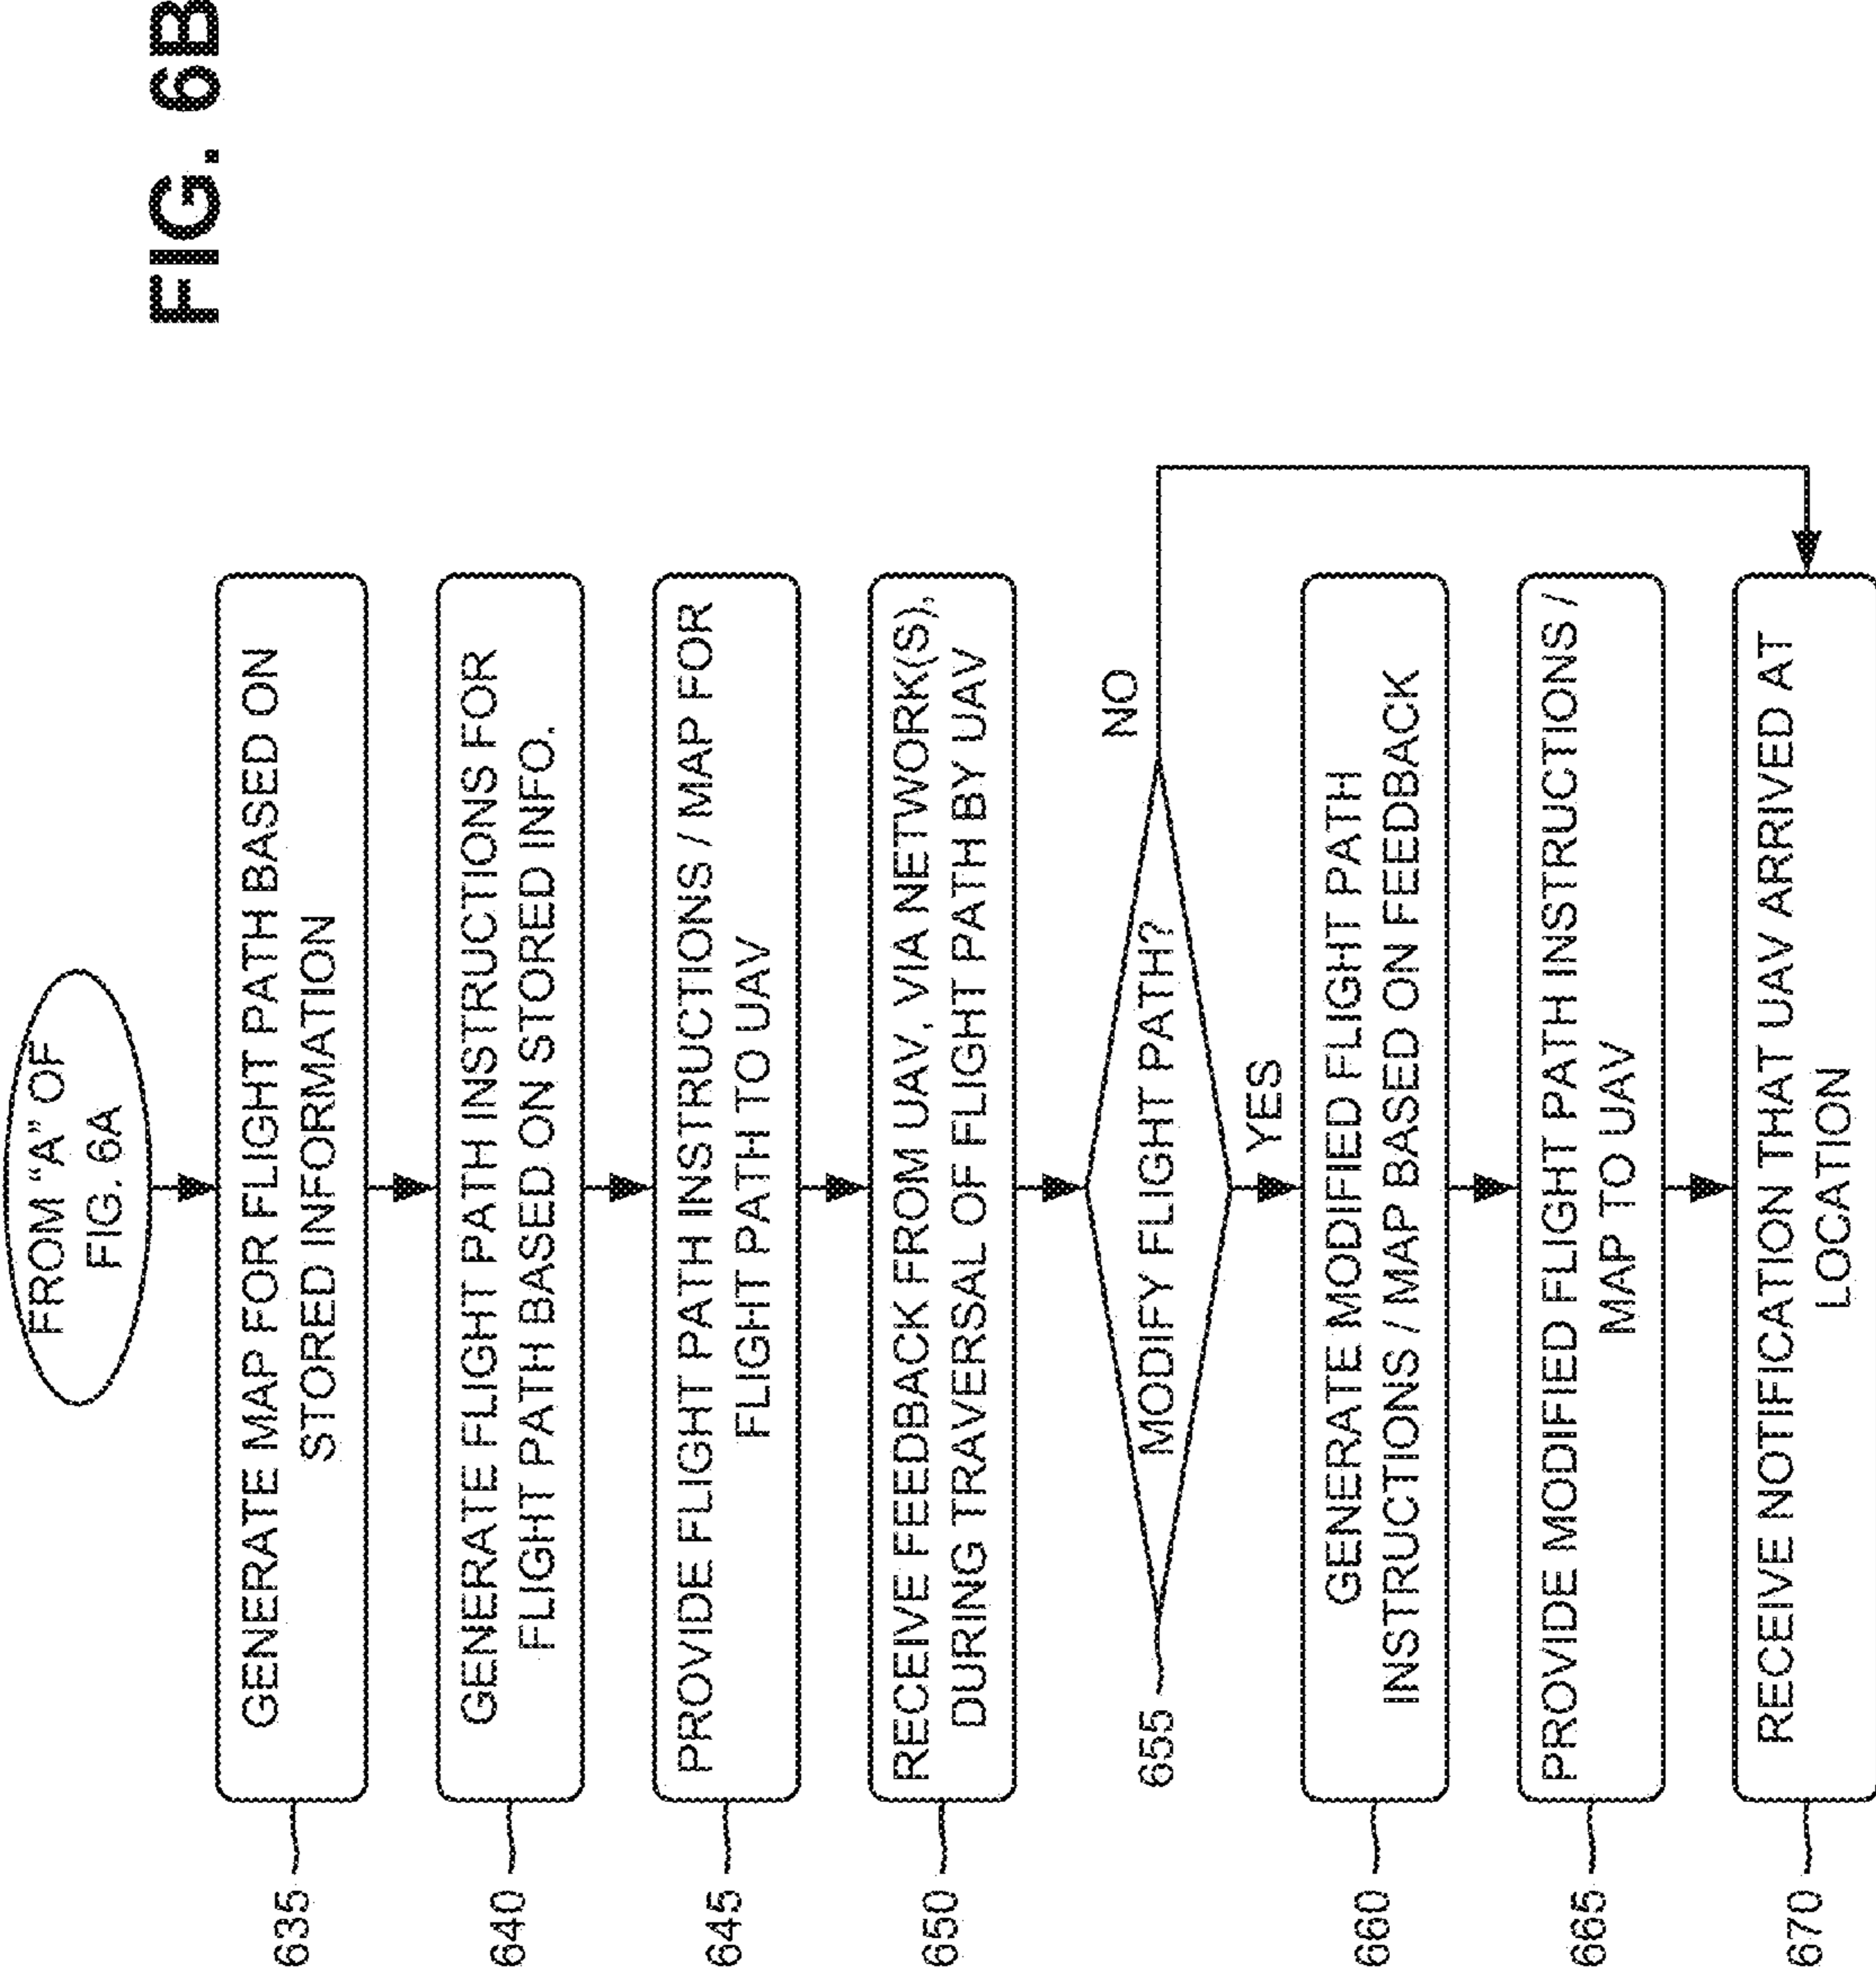 FIG. 6B
FROM "A" OF
FIG. 6A
635
GENERATE MAP FOR FLIGHT PATH BASED ON
STORED INFORMATION
640
GENERATE FLIGHT PATH INSTRUCTIONS FOR
FLIGHT PATH BASED ON STORED INFO.
645
PROVIDE FLIGHT PATH INSTRUCTIONS / MAP FOR
FLIGHT PATH TO UAV
650
RECEIVE FEEDBACK FROM UAV, VIA NETWORK(S),
DURING TRAVERSAL OF FLIGHT PATH BY UAV
655
MODIFY FLIGHT PATH?
NO
YES
660
GENERATE MODIFIED FLIGHT PATH
INSTRUCTIONS / MAP BASED ON FEEDBACK
665
PROVIDE MODIFIED FLIGHT PATH INSTRUCTIONS /
MAP TO UAV
670
RECEIVE NOTIFICATION THAT UAV ARRIVED AT
LOCATION